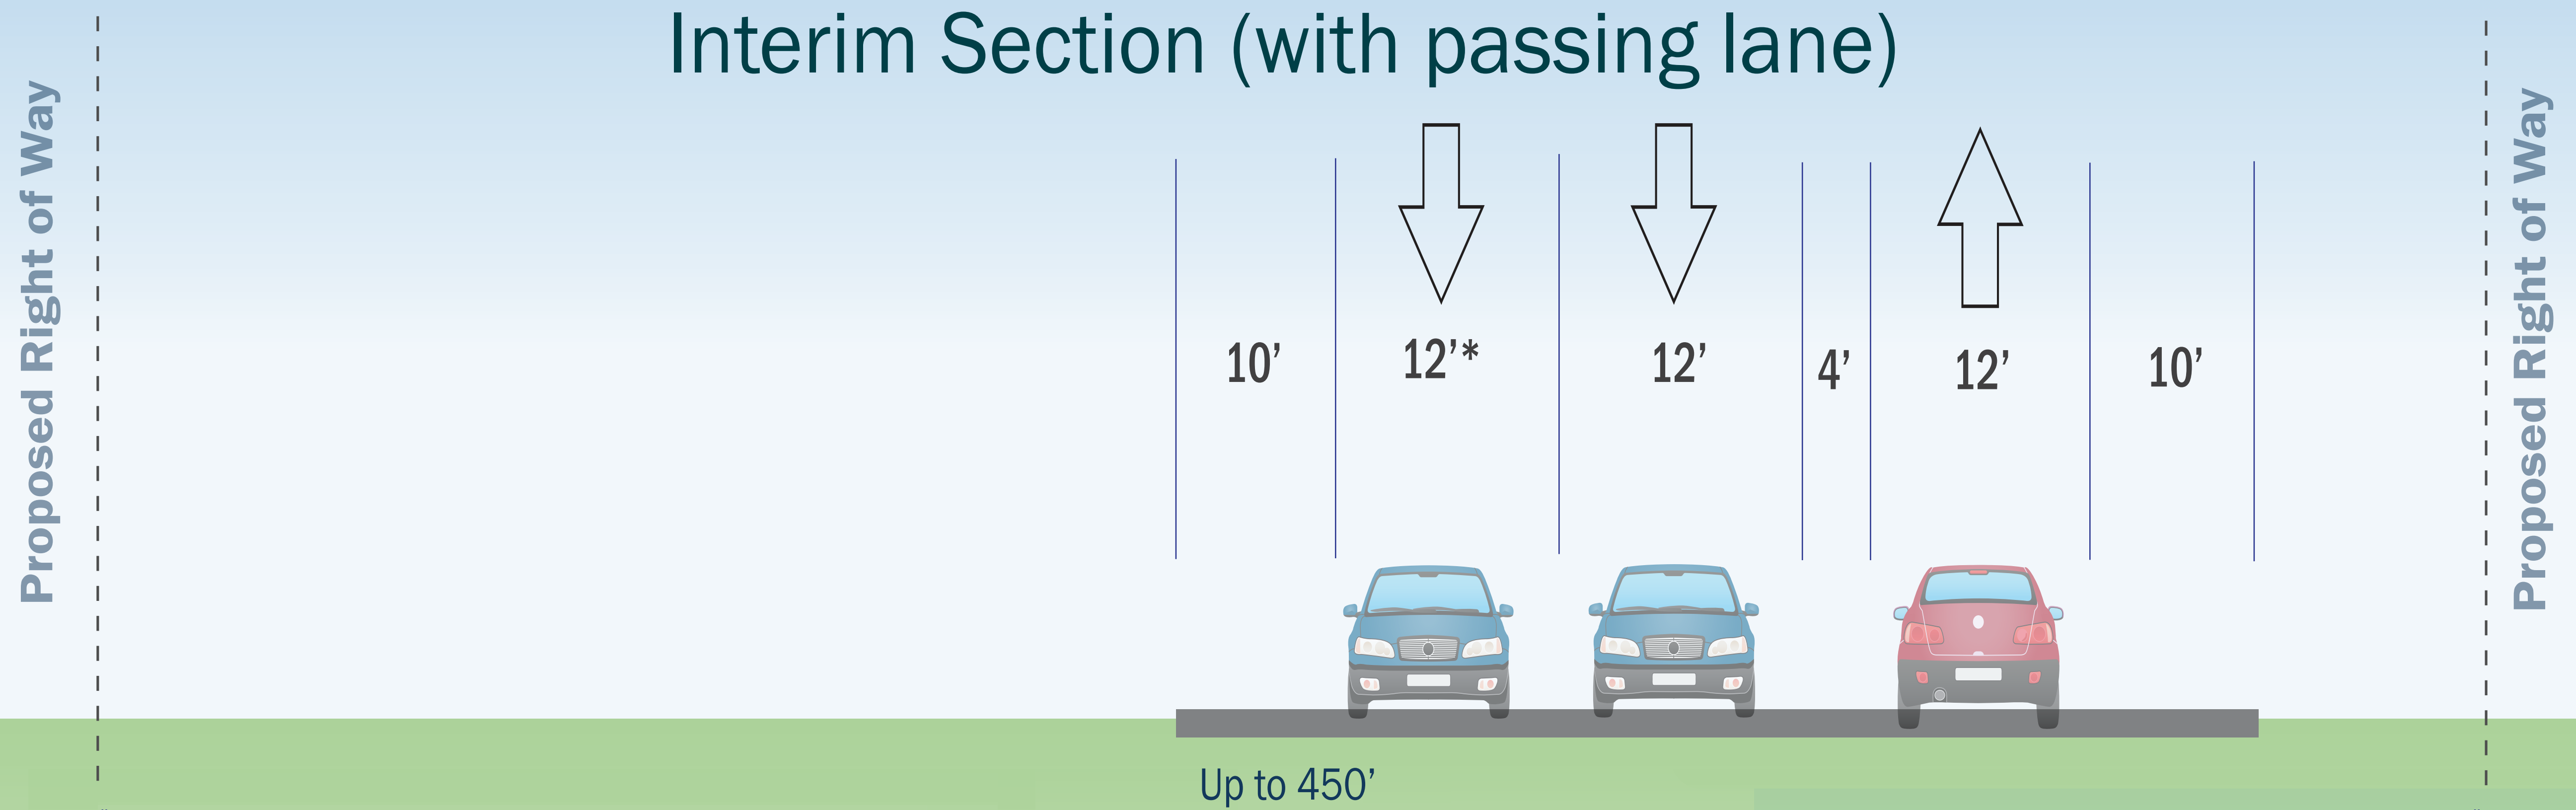 Interim Section (with passing lane)
Proposed Right of Way
10’
12’*
12’
4’
12’
10’
Proposed Right of Way
Up to 450’